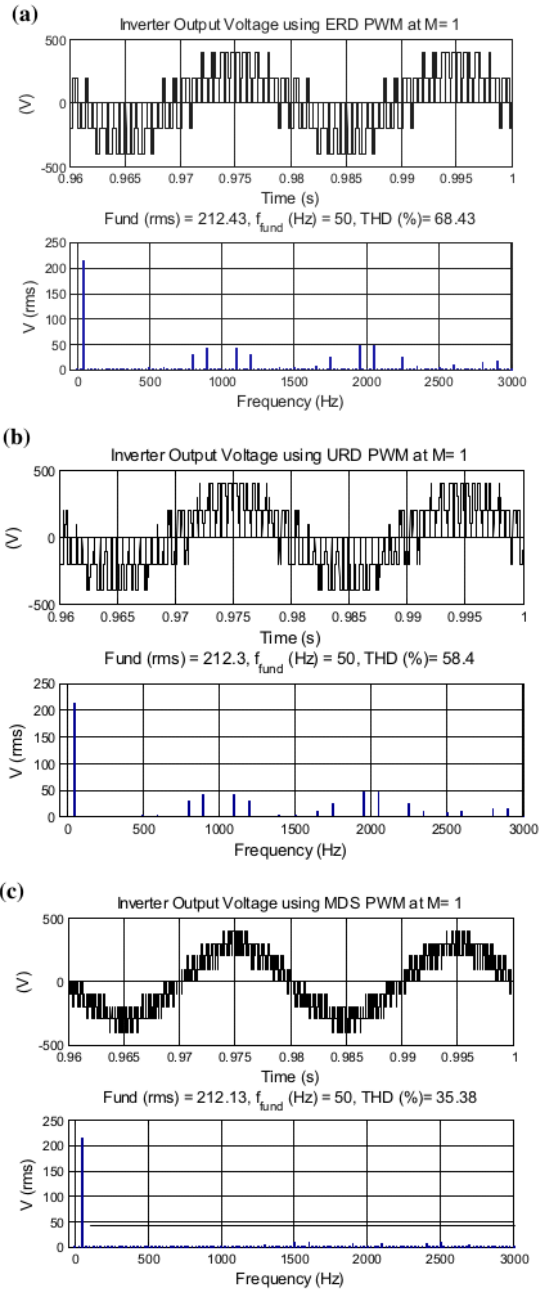 (a)
Inverter Output Voltage using ERD PWM at M= 1
500
0
-500
(V)
0.96 0.965 0.97 0.975 0.98 0.985 0.99 0.995 1
Time (s)
Fund (rms) = 212.43, f_fund (Hz) = 50, THD (%)= 68.43
250
200
150
100
50
0
V (rms)
0 500 1000 1500 2000 2500 3000
Frequency (Hz)
(b)
Inverter Output Voltage using URD PWM at M= 1
500
0
-500
(V)
0.96 0.965 0.97 0.975 0.98 0.985 0.99 0.995 1
Time (s)
Fund (rms) = 212.3, f_fund (Hz) = 50, THD (%)= 58.4
250
200
150
100
50
0
V (rms)
0 500 1000 1500 2000 2500 3000
Frequency (Hz)
(c)
Inverter Output Voltage using MDS PWM at M= 1
500
0
-500
(V)
0.96 0.965 0.97 0.975 0.98 0.985 0.99 0.995 1
Time (s)
Fund (rms) = 212.13, f_fund (Hz) = 50, THD (%)= 35.38
250
200
150
100
50
0
V (rms)
0 500 1000 1500 2000 2500 3000
Frequency (Hz)